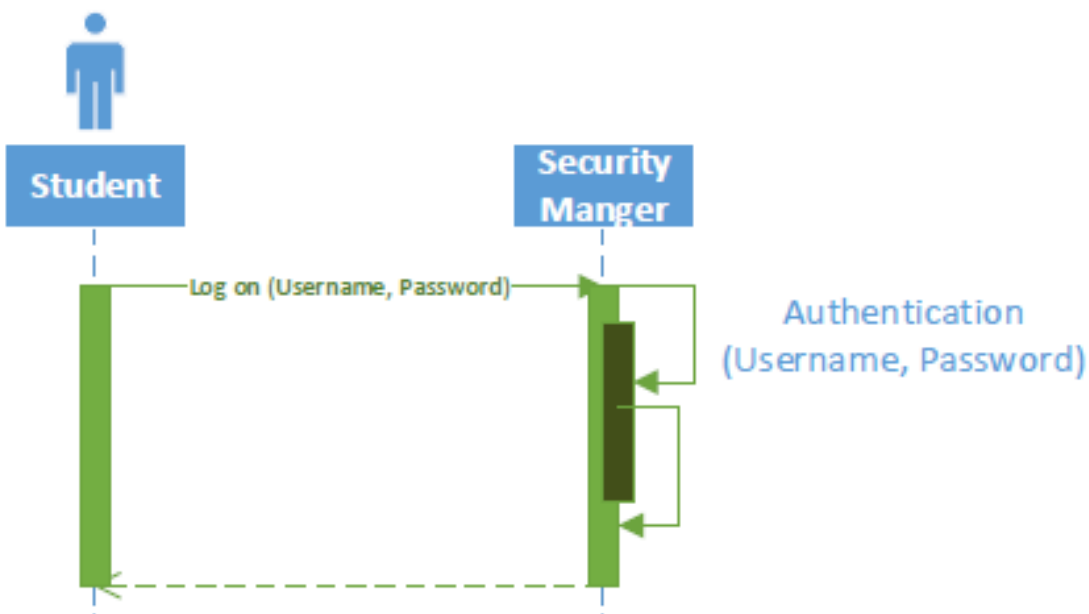 Student
Security
Manger
Log on (Username, Password)
Authentication
(Username, Password)